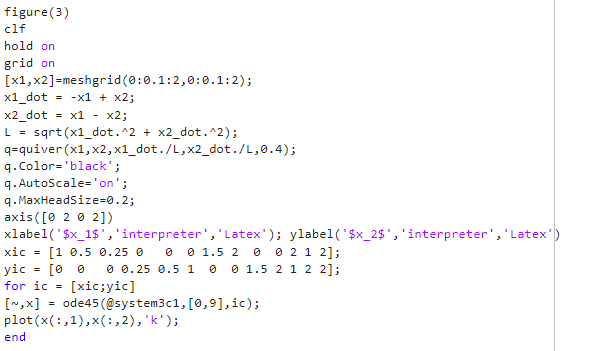 figure(3)
clf
hold on
grid on
[x1,x2]=meshgrid(0:0.1:2,0:0.1:2);
x1_dot = -x1 + x2;
x2_dot = x1 - x2;
L = sqrt(x1_dot.^2 + x2_dot.^2);
q=quiver(x1,x2,x1_dot./L,x2_dot./L,0.4);
q.Color='black';
q.AutoScale='on';
q.MaxHeadSize=0.2;
axis([0 2 0 2])
xlabel('$x_1$','interpreter','Latex'); ylabel('$x_2$','interpreter','Latex')
xic = [1 0.5 0.25 0   0  0 1.5 2  0  0 2 1 2];
yic = [0  0   0 0.25 0.5 1  0  0 1.5 2 1 2 2];
for ic = [xic;yic]
[~,x] = ode45(@system3c1,[0,9],ic);
plot(x(:,1),x(:,2),'k');
end